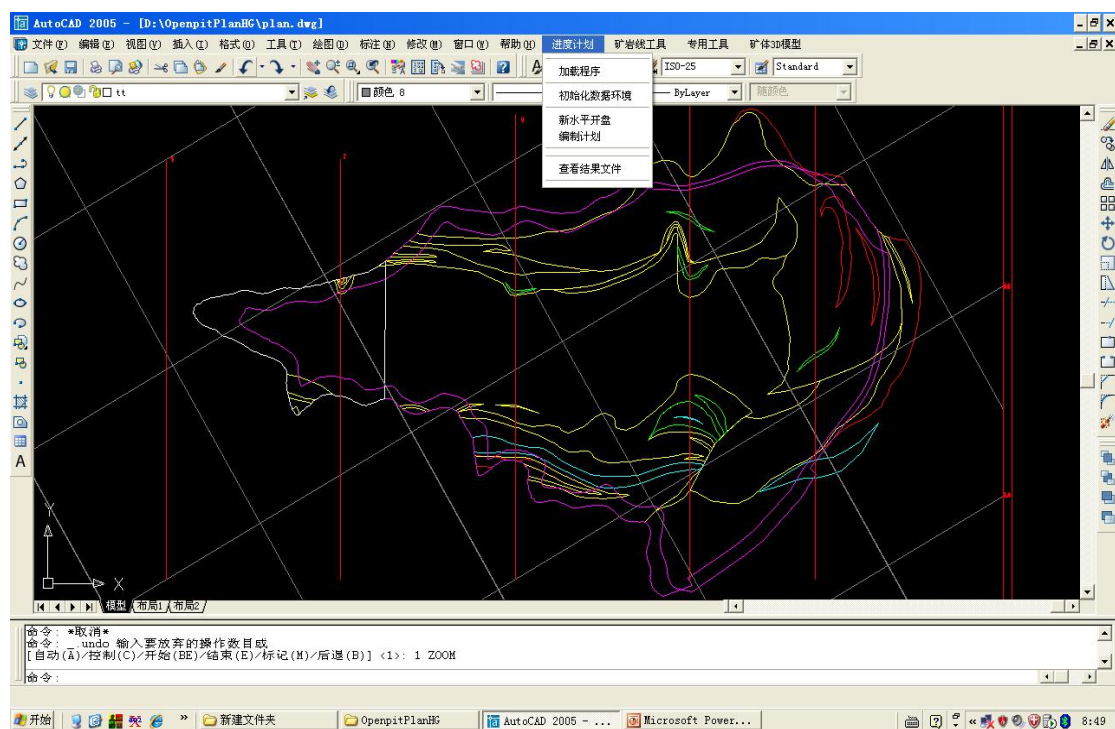 AutoCAD 2005 - [D:\OpenpitPlanHG\plan.dwg]
文件(F) 编辑(E) 视图(V) 插入(I) 格式(O) 工具(T) 绘图(D) 标注(N) 修改(M) 窗口(W) 帮助(H) 进度计划 矿岩线工具 专用工具 矿体3D模型
ISO-25 Standard
tt 颜色 8 ByLayer 随颜色
加载程序
初始化数据环境
新水平开盘
编制计划
查看结果文件
Y
X
模型 布局1 布局2
命令: *取消*
命令: _.undo 输入要放弃的操作数目或
[自动(A)/控制(C)/开始(BE)/结束(E)/标记(M)/后退(B)] <1>: 1 ZOOM
命令:
开始 » 新建文件夹 OpenpitPlanHG AutoCAD 2005 - ... Microsoft Power... « 8:49